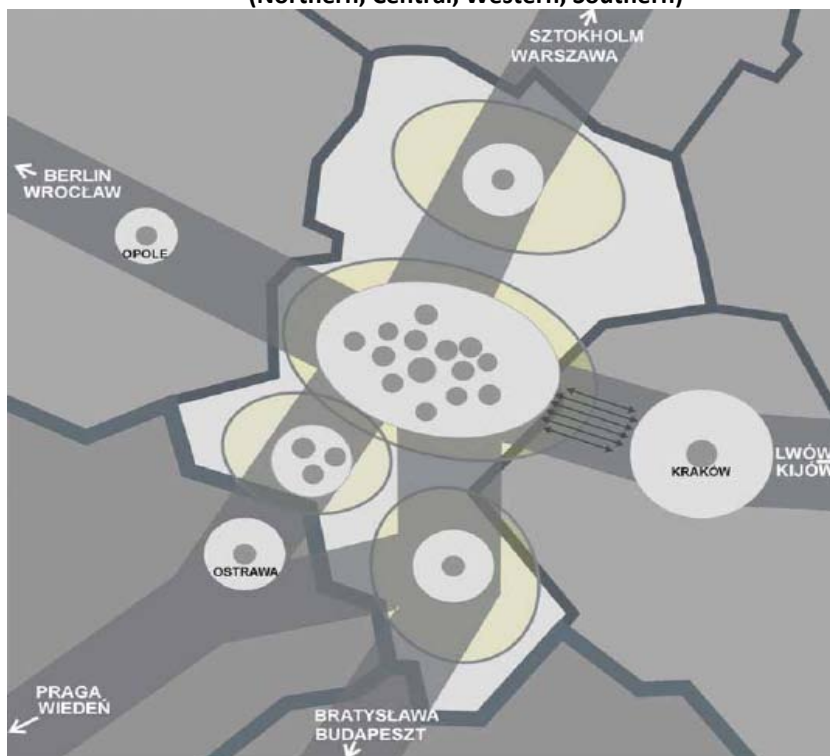 (Northern, Central, Western, Southern)
SZTOKHOLM
WARSZAWA
BERLIN
WROCŁAW
OPOLE
LWÓW
KIJÓW
KRAKÓW
OSTRAWA
PRAGA
WIEDEŃ
BRATYSŁAWA
BUDAPESZT